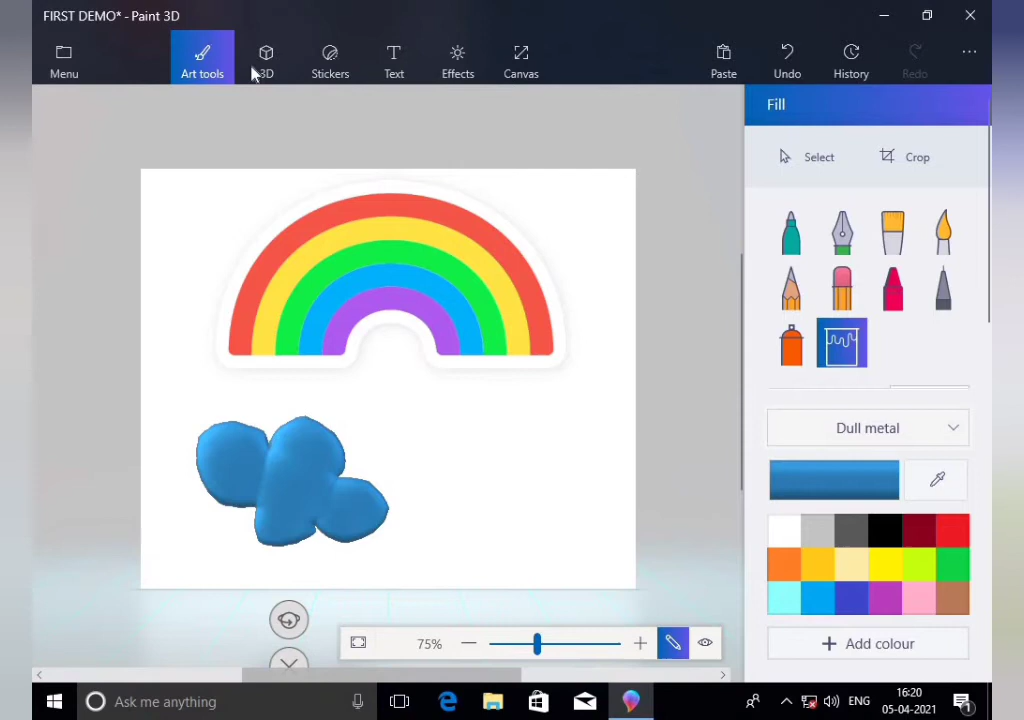 FIRST DEMO* - Paint 3D
Menu
Art tools
3D
Stickers
Text
Effects
Canvas
Paste
Undo
History
Redo
Fill
Select
Crop
Dull metal
Add colour
75%
Ask me anything
ENG
16:20
05-04-2021
1